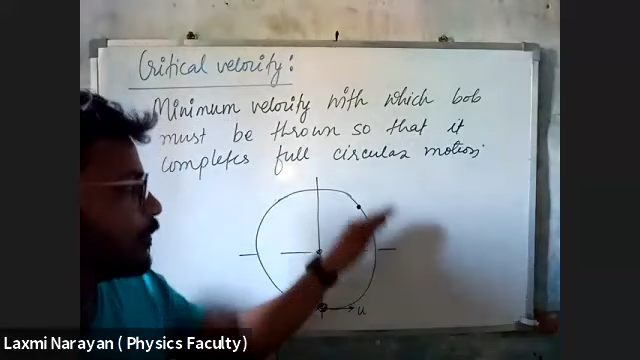 Critical velocity:
Minimum velocity with which bob
must be thrown so that it
completes full circular motion
u
Laxmi Narayan ( Physics Faculty)